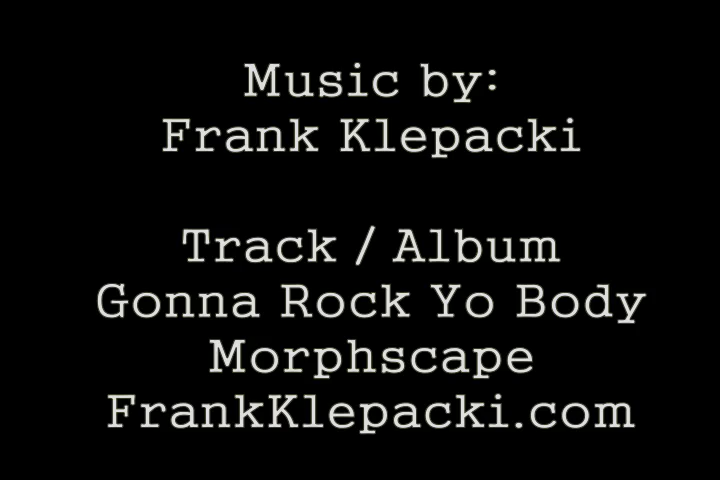 Music by:
Frank Klepacki
Track / Album
Gonna Rock Yo Body
Morphscape
FrankKlepacki.com